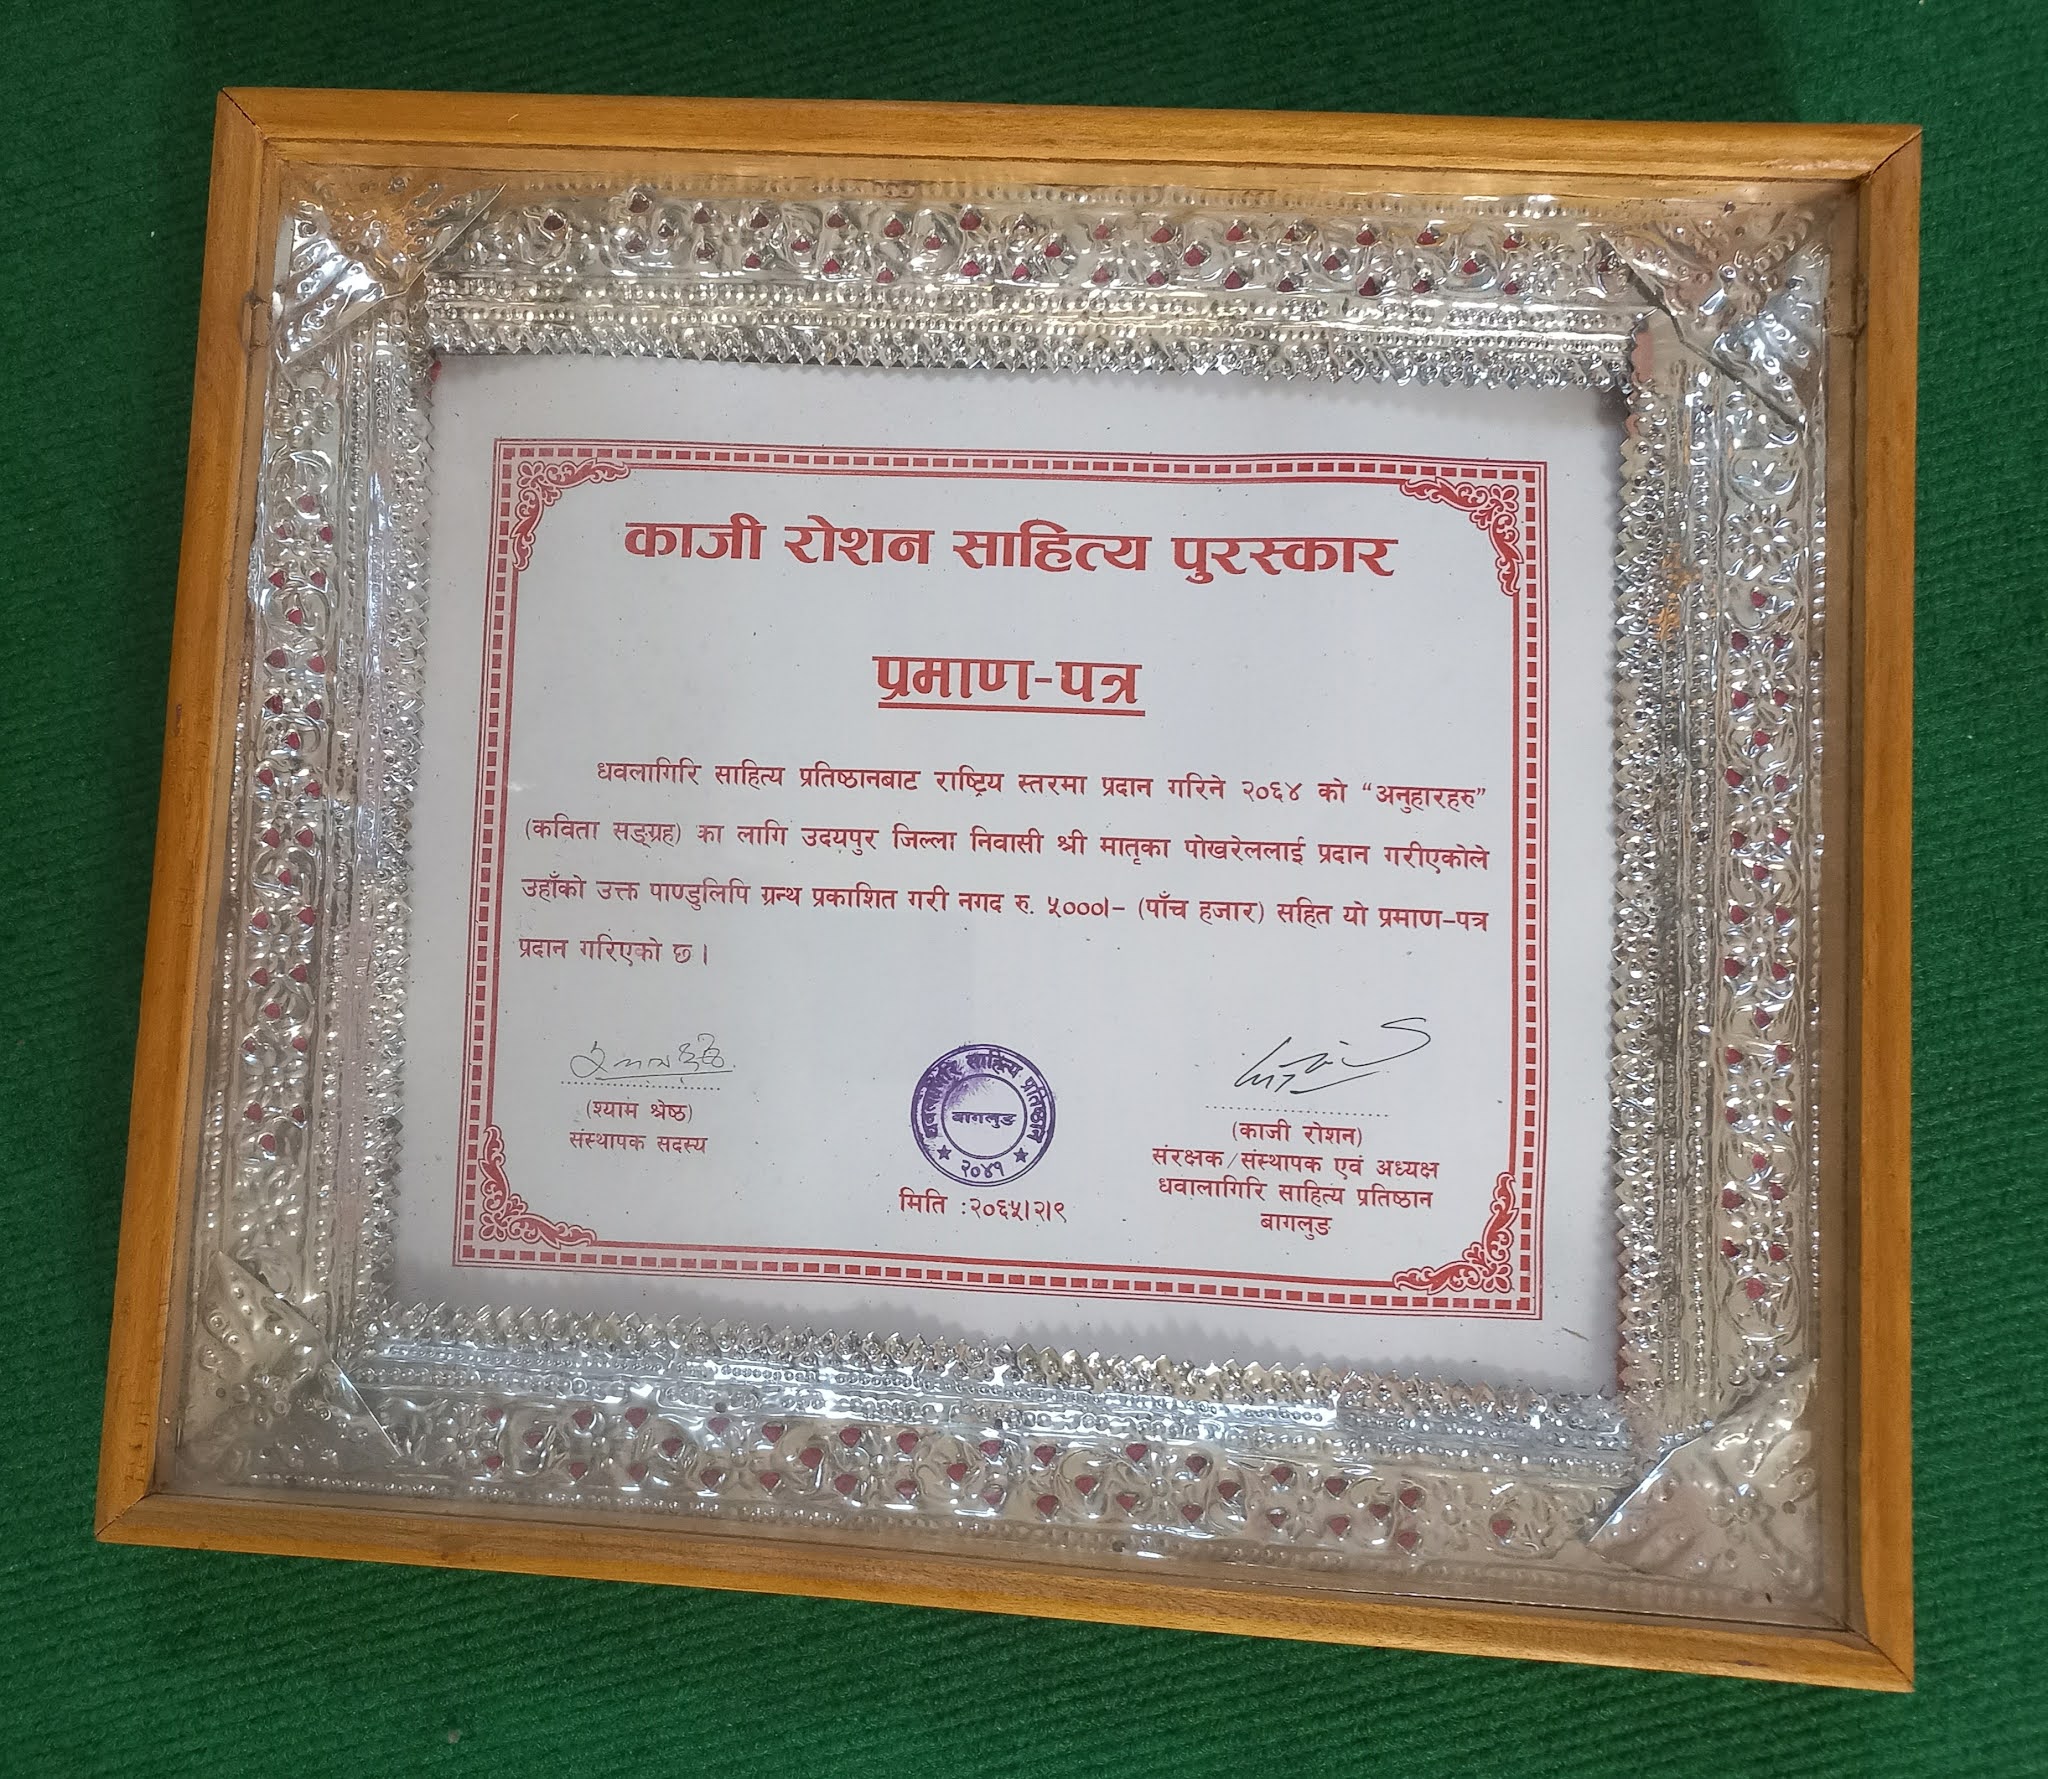 काजी रोशन साहित्य पुरस्कार
प्रमाण-पत्र
धवलागिरि साहित्य प्रतिष्ठानबाट राष्ट्रिय स्तरमा प्रदान गरिने २०६४ को “अनुहारहरु”
(कविता सङ्ग्रह) का लागि उदयपुर जिल्ला निवासी श्री मातृका पोखरेललाई प्रदान गरीएकोले
उहाँको उक्त पाण्डुलिपि ग्रन्थ प्रकाशित गरी नगद रु. ५०००।- (पाँच हजार) सहित यो प्रमाण-पत्र
प्रदान गरिएको छ ।
(श्याम श्रेष्ठ)
संस्थापक सदस्य
धवलागिरि साहित्य प्रतिष्ठान
बागलुङ
★ २०४१ ★
मिति :२०६५।२।९
(काजी रोशन)
संरक्षक/संस्थापक एवं अध्यक्ष
धवालागिरि साहित्य प्रतिष्ठान
बागलुङ